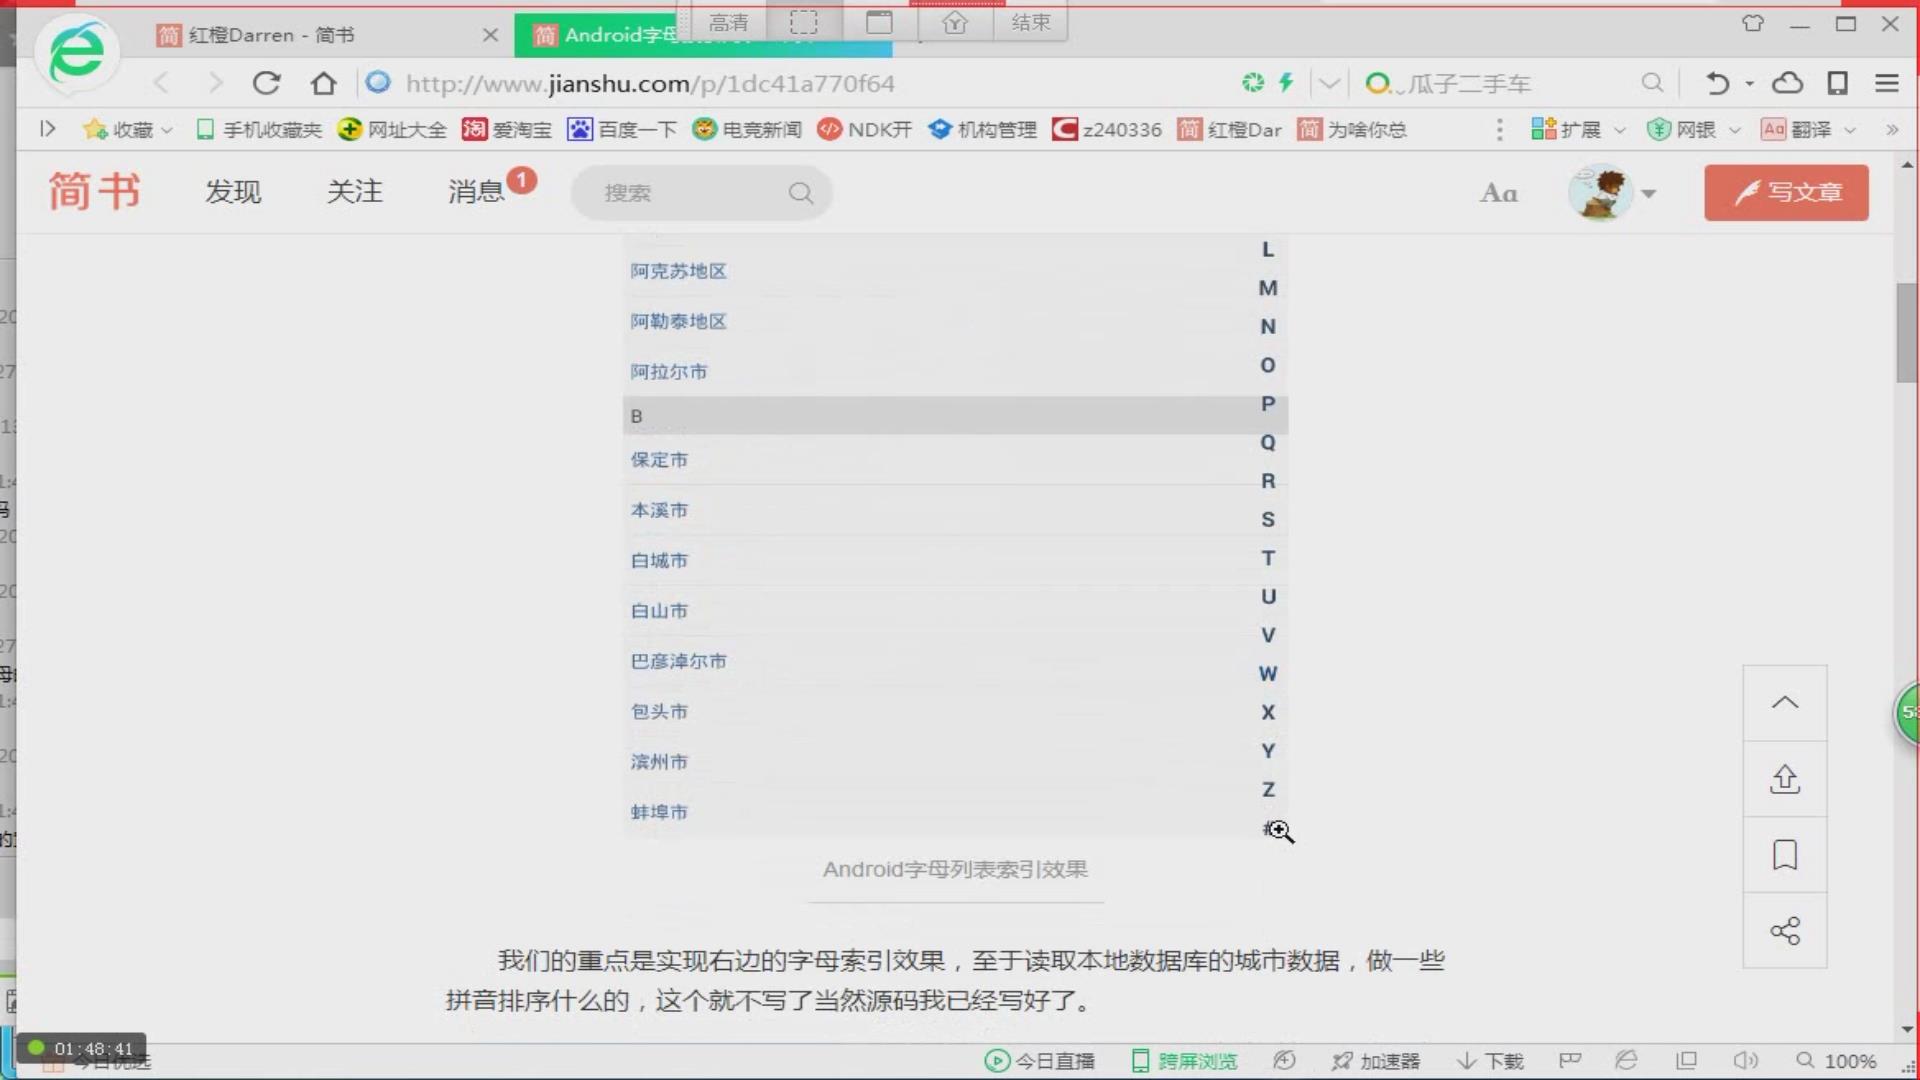 红橙Darren - 简书
Android字母
高清
结束
http://www.jianshu.com/p/1dc41a770f64
瓜子二手车
收藏
手机收藏夹
网址大全
爱淘宝
百度一下
电竞新闻
NDK开
机构管理
z240336
红橙Dar
为啥你总
扩展
网银
翻译
简书
发现
关注
消息
1
搜索
Aa
写文章
阿克苏地区
阿勒泰地区
阿拉尔市
B
保定市
本溪市
白城市
白山市
巴彦淖尔市
包头市
滨州市
蚌埠市
L
M
N
O
P
Q
R
S
T
U
V
W
X
Y
Z
Android字母列表索引效果
我们的重点是实现右边的字母索引效果，至于读取本地数据库的城市数据，做一些
拼音排序什么的，这个就不写了当然源码我已经写好了。
01:48:41
今日优选
今日直播
跨屏浏览
加速器
下载
100%